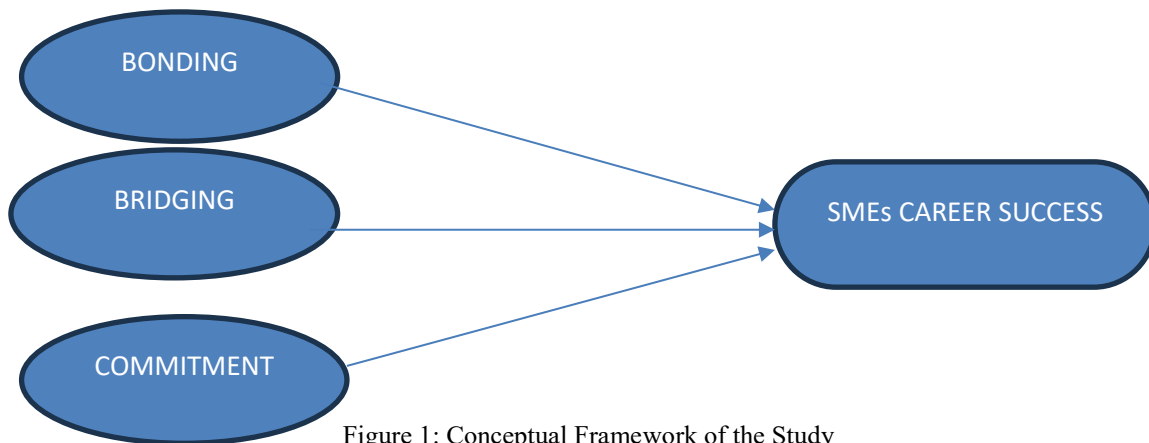 BONDING
BRIDGING
SMEs CAREER SUCCESS
COMMITMENT
Figure 1: Conceptual Framework of the Study